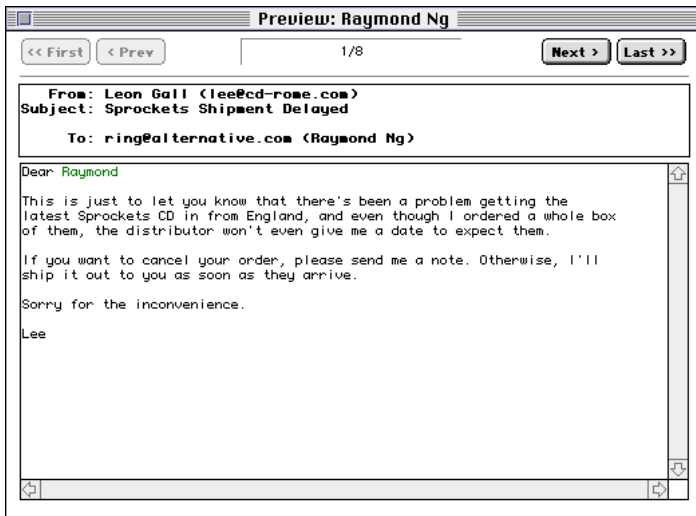 Preview: Raymond Ng
<< First < Prev 1/8 Next > Last >>
From: Leon Gall (lee@cd-rome.com)
Subject: Sprockets Shipment Delayed
To: ring@alternative.com (Raymond Ng)
Dear Raymond
This is just to let you know that there's been a problem getting the
latest Sprockets CD in from England, and even though I ordered a whole box
of them, the distributor won't even give me a date to expect them.
If you want to cancel your order, please send me a note. Otherwise, I'll
ship it out to you as soon as they arrive.
Sorry for the inconvenience.
Lee